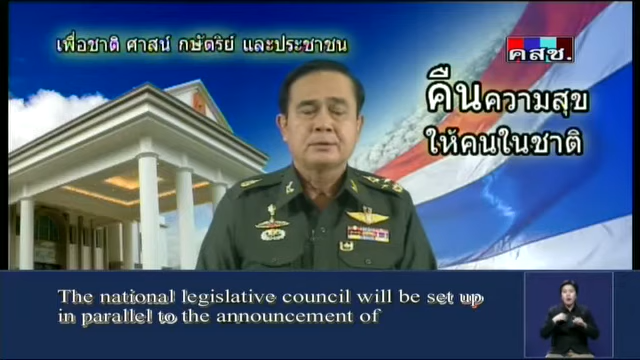 เพื่อชาติ ศาสน์ กษัตริย์ และประชาชน
คสช.
คืนความสุข
ให้คนในชาติ
The national legislative council will be set up
in parallel to the announcement of